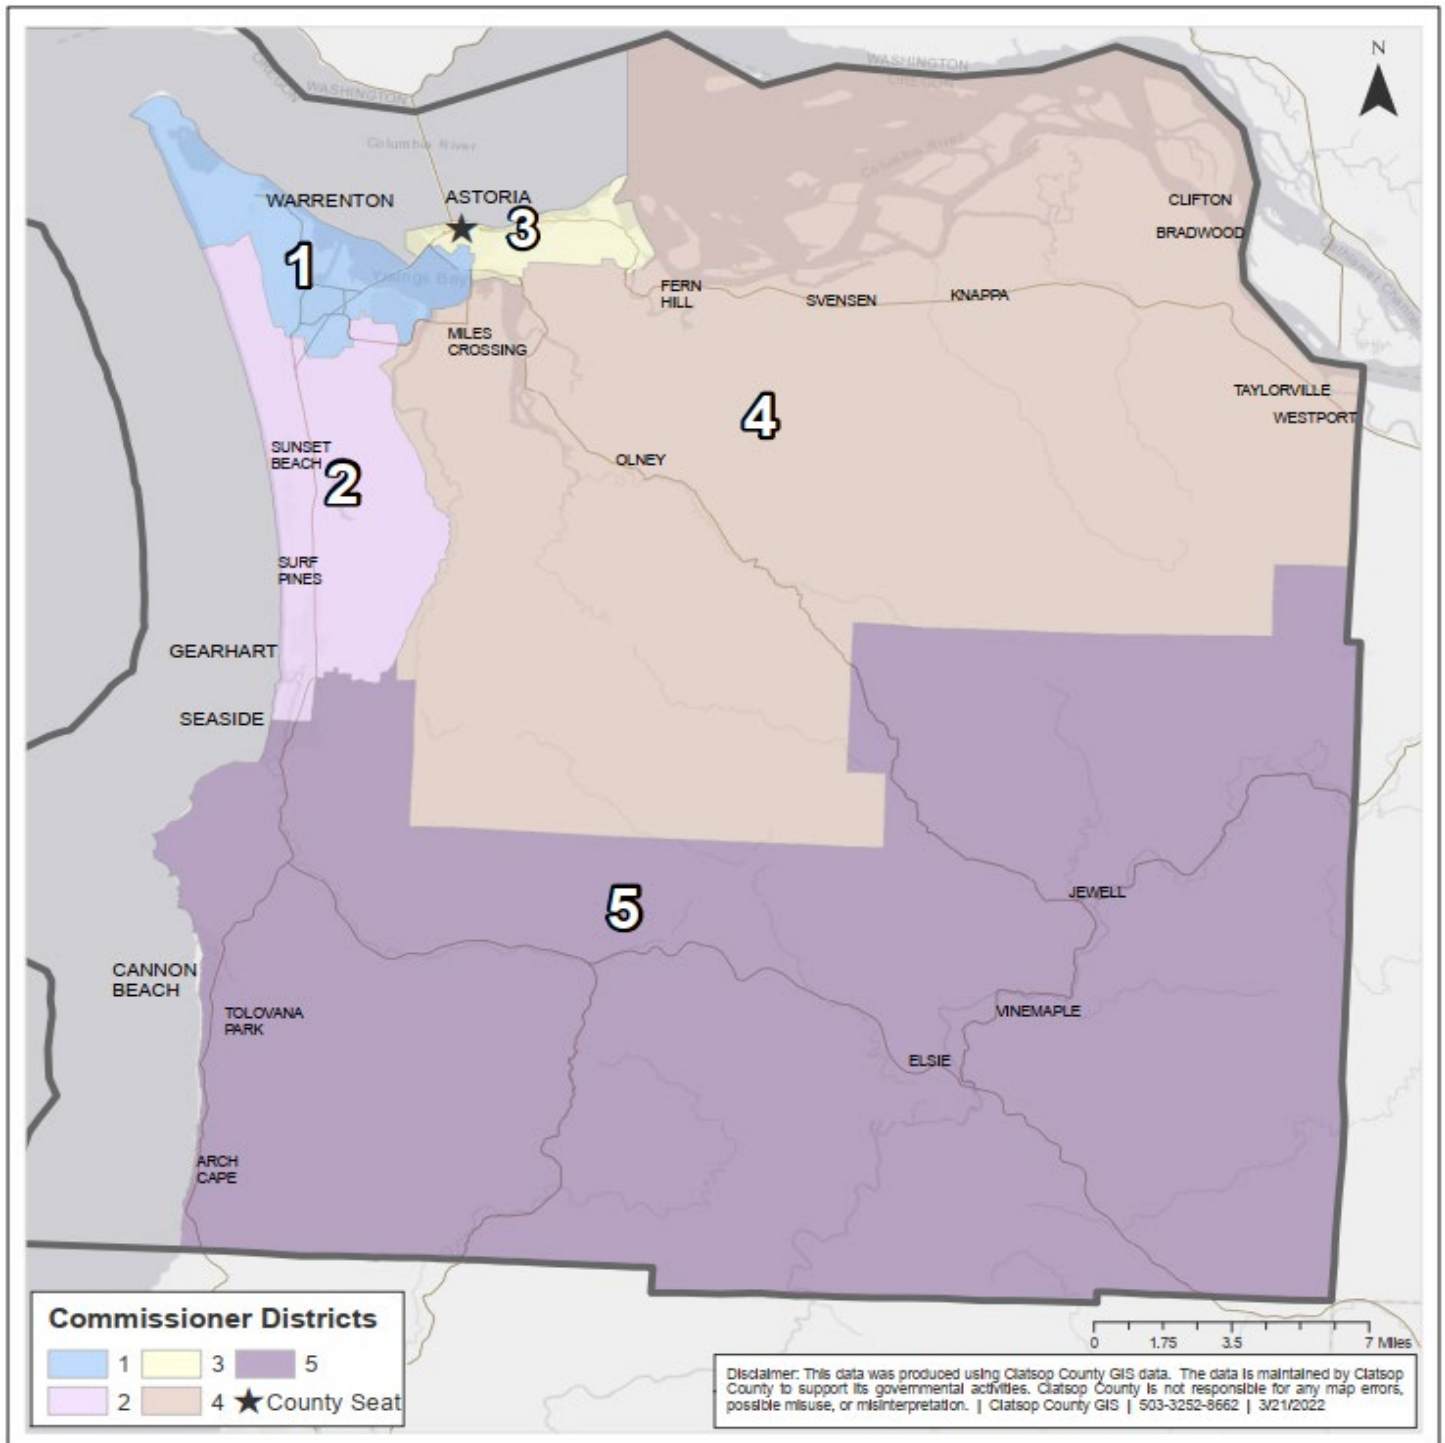 N
WASHINGTON
OREGON
WASHINGTON
OREGON
Columbia River
Columbia River
CLIFTON
BRADWOOD
WARRENTON
ASTORIA
3
1
Youngs Bay
FERN
HILL
SVENSEN
KNAPPA
MILES
CROSSING
TAYLORVILLE
WESTPORT
4
SUNSET
BEACH
2
OLNEY
SURF
PINES
GEARHART
SEASIDE
JEWELL
5
CANNON
BEACH
TOLOVANA
PARK
VINEMAPLE
ELSIE
ARCH
CAPE
Commissioner Districts
1 3 5
2 4 County Seat
0 1.75 3.5 7 Miles
Disclaimer: This data was produced using Clatsop County GIS data. The data is maintained by Clatsop
County to support its governmental activities. Clatsop County is not responsible for any map errors,
possible misuse, or misinterpretation. | Clatsop County GIS | 503-3252-8662 | 3/21/2022